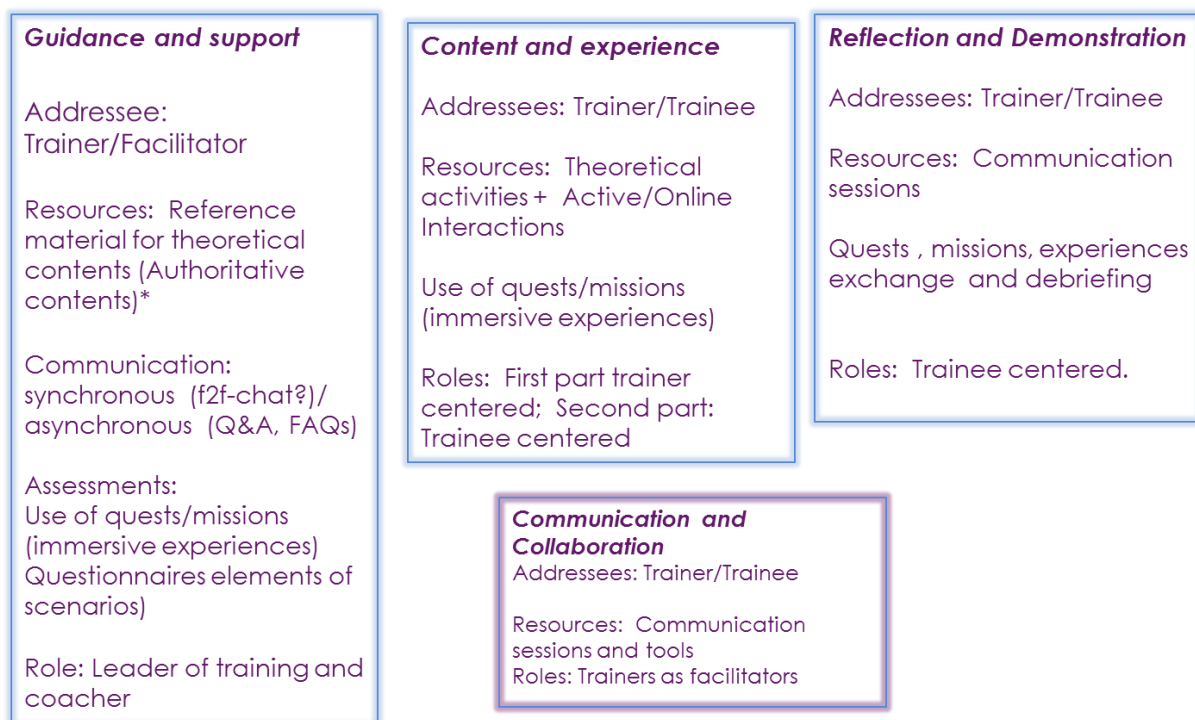 Guidance and support
Addressee:
Trainer/Facilitator
Resources: Reference
material for theoretical
contents (Authoritative
contents)*
Communication:
synchronous (f2f-chat?)/
asynchronous (Q&A, FAQs)
Assessments:
Use of quests/missions
(immersive experiences)
Questionnaires elements of
scenarios)
Role: Leader of training and
coacher
Content and experience
Addressees: Trainer/Trainee
Resources: Theoretical
activities + Active/Online
Interactions
Use of quests/missions
(immersive experiences)
Roles: First part trainer
centered; Second part:
Trainee centered
Reflection and Demonstration
Addressees: Trainer/Trainee
Resources: Communication
sessions
Quests , missions, experiences
exchange and debriefing
Roles: Trainee centered.
Communication and
Collaboration
Addressees: Trainer/Trainee
Resources: Communication
sessions and tools
Roles: Trainers as facilitators